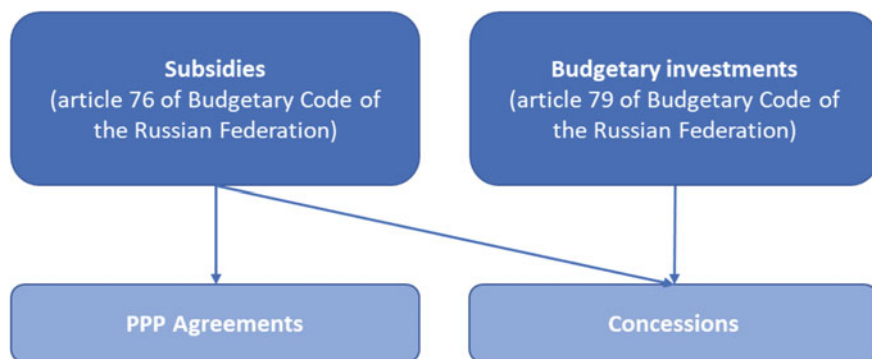 Subsidies
(article 76 of Budgetary Code of
the Russian Federation)
Budgetary investments
(article 79 of Budgetary Code of
the Russian Federation)
PPP Agreements
Concessions